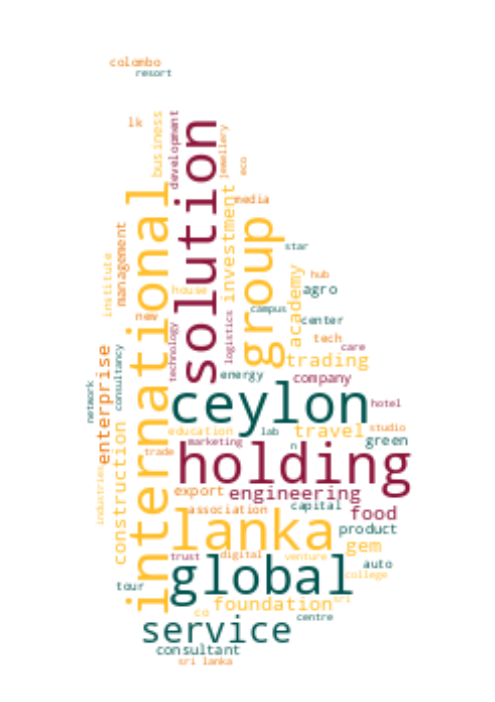 colombo
resort
lk
business
development
solution
jewellery
eco
international
investment
media
management
institute
group
star
academy
hub
house
agro
new
campus
center
technology
logistics
tech
care
enterprise
consultancy
trading
network
energy
company
ceylon
hotel
construction
education
lab
travel
studio
marketing
n
green
trade
holding
industries
export
engineering
association
capital
food
lanka
product
gem
trust
digital
venture
auto
global
college
tour
co
foundation
centre
service
consultant
sri lanka